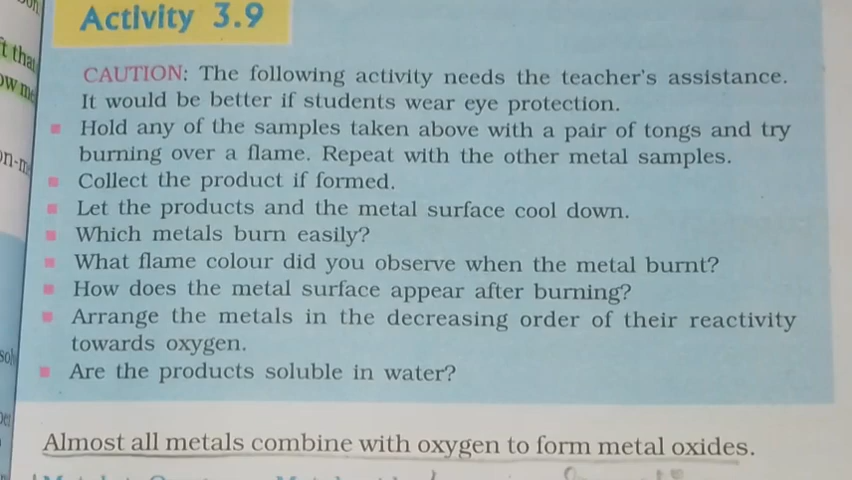 Activity 3.9
CAUTION: The following activity needs the teacher's assistance.
It would be better if students wear eye protection.
Hold any of the samples taken above with a pair of tongs and try
burning over a flame. Repeat with the other metal samples.
Collect the product if formed.
Let the products and the metal surface cool down.
Which metals burn easily?
What flame colour did you observe when the metal burnt?
How does the metal surface appear after burning?
Arrange the metals in the decreasing order of their reactivity
towards oxygen.
Are the products soluble in water?
Almost all metals combine with oxygen to form metal oxides.